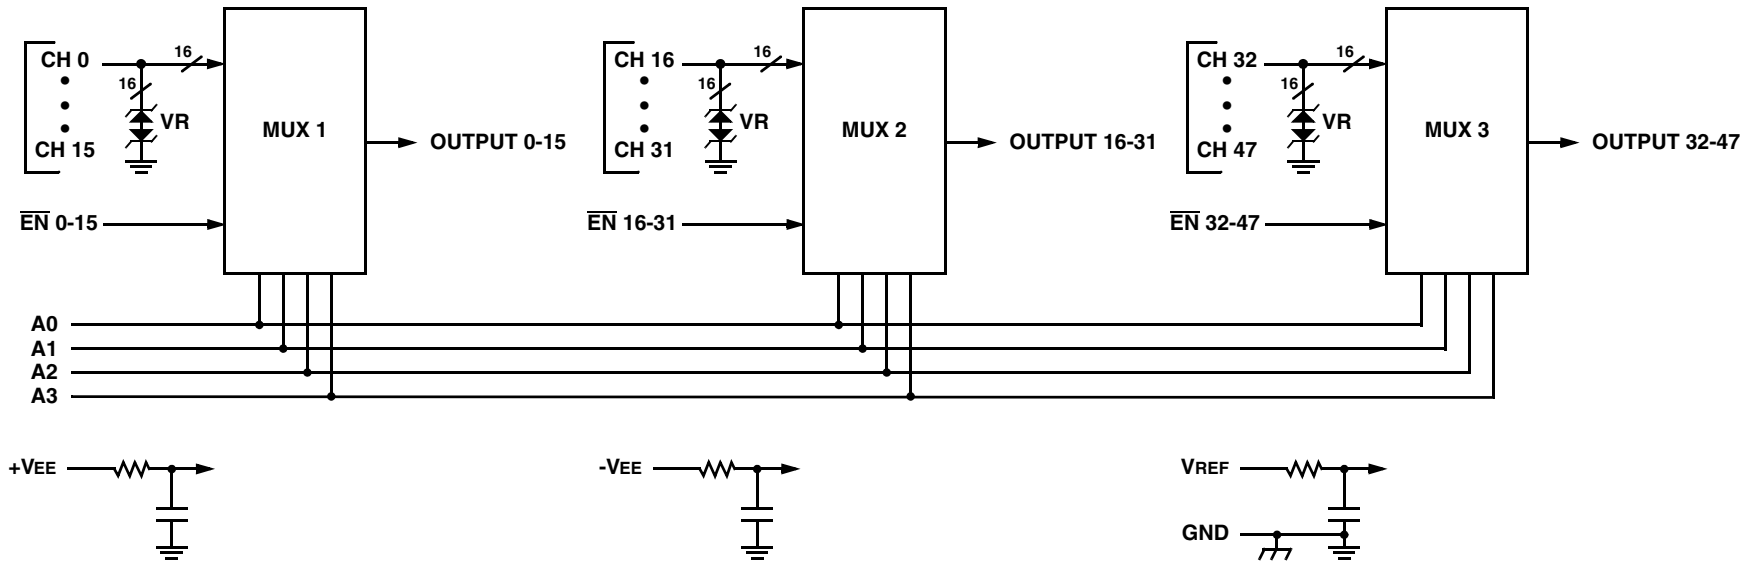 MUX 1
CH 0
16
16
VR
CH 15
OUTPUT 0-15
EN 0-15
MUX 2
CH 16
16
16
VR
CH 31
OUTPUT 16-31
EN 16-31
MUX 3
CH 32
16
16
VR
CH 47
OUTPUT 32-47
EN 32-47
A0
A1
A2
A3
+VEE
-VEE
VREF
GND